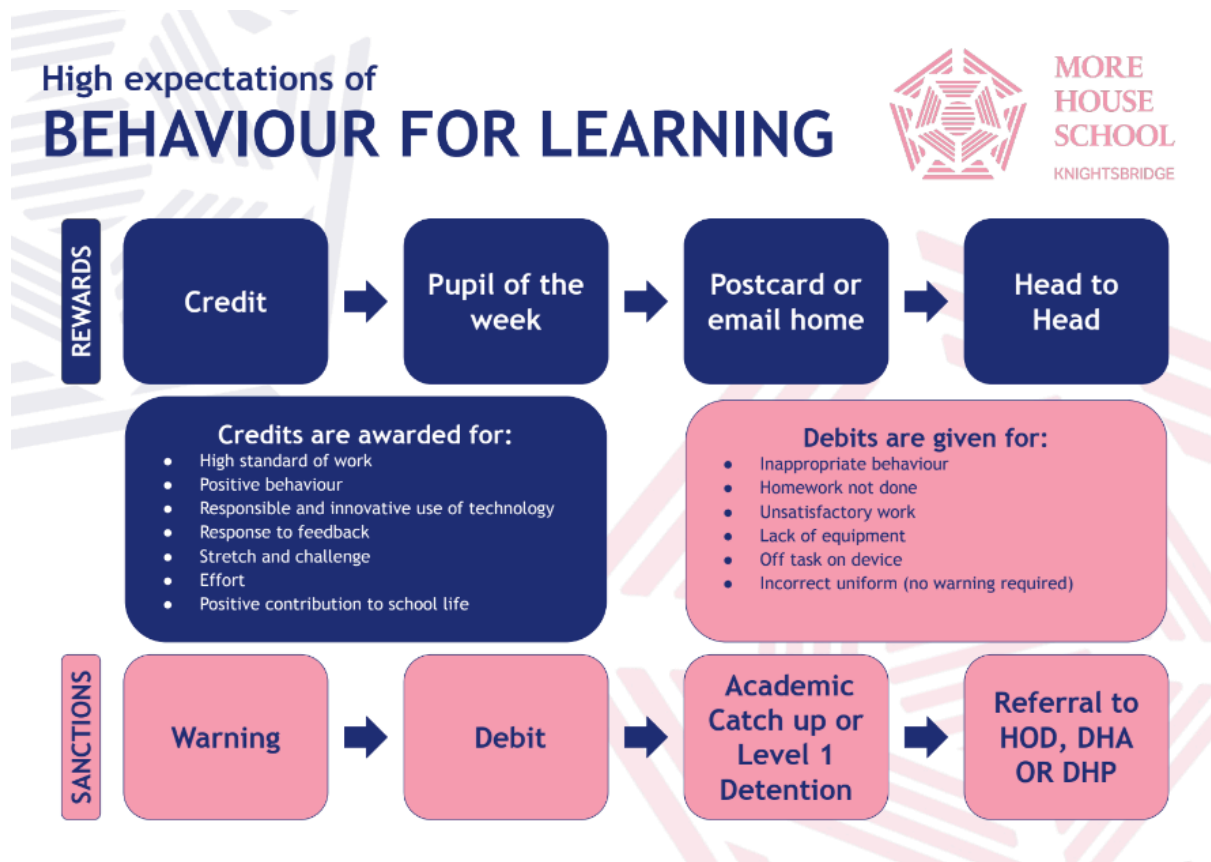 High expectations of
BEHAVIOUR FOR LEARNING
MORE
HOUSE
SCHOOL
KNIGHTSBRIDGE
REWARDS
Credit
Pupil of the
week
Postcard or
email home
Head to
Head
Credits are awarded for:
● High standard of work
● Positive behaviour
● Responsible and innovative use of technology
● Response to feedback
● Stretch and challenge
● Effort
● Positive contribution to school life
Debits are given for:
● Inappropriate behaviour
● Homework not done
● Unsatisfactory work
● Lack of equipment
● Off task on device
● Incorrect uniform (no warning required)
SANCTIONS
Warning
Debit
Academic
Catch up or
Level 1
Detention
Referral to
HOD, DHA
OR DHP